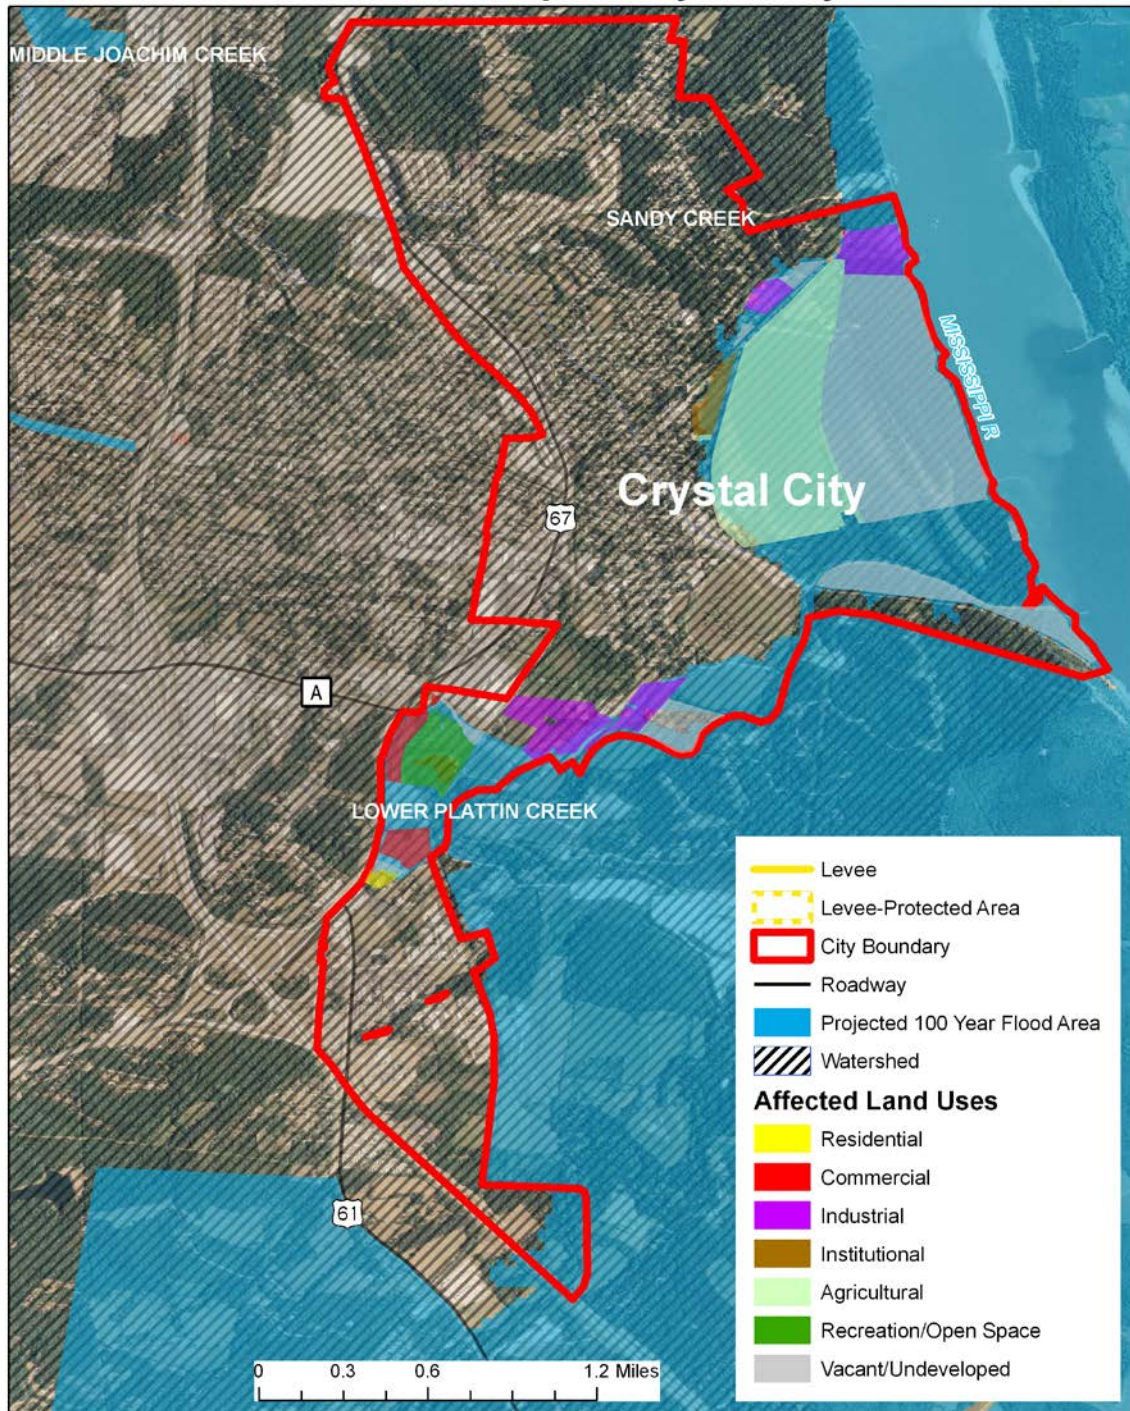 MIDDLE JOACHIM CREEK
SANDY CREEK
MISSISSIPPI R
Crystal City
67
A
LOWER PLATTIN CREEK
61
Levee
Levee-Protected Area
City Boundary
Roadway
Projected 100 Year Flood Area
Watershed
Affected Land Uses
Residential
Commercial
Industrial
Institutional
Agricultural
Recreation/Open Space
Vacant/Undeveloped
0 0.3 0.6 1.2 Miles